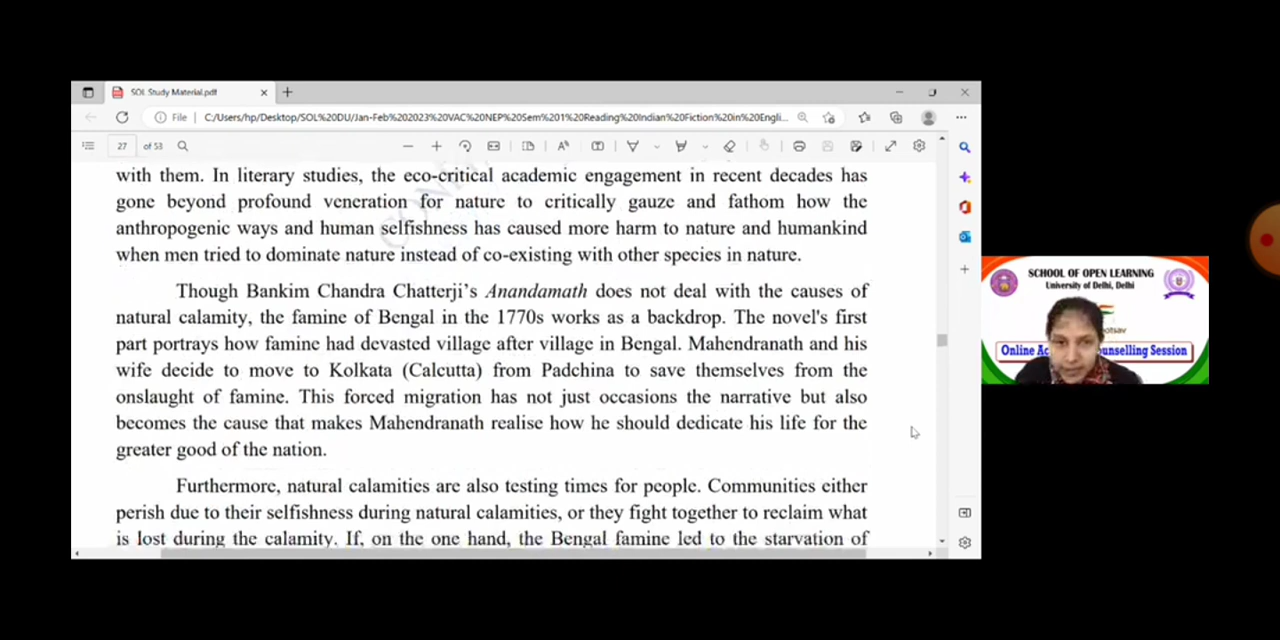 SOL Study Material.pdf
File
C:/Users/hp/Desktop/SOL%20DU/Jan-Feb%202023%20VAC%20NEP%20Sem%201%20Reading%20Indian%20Fiction%20in%20Engli...
27 of 53
with them. In literary studies, the eco-critical academic engagement in recent decades has
gone beyond profound veneration for nature to critically gauze and fathom how the
anthropogenic ways and human selfishness has caused more harm to nature and humankind
when men tried to dominate nature instead of co-existing with other species in nature.
Though Bankim Chandra Chatterji's Anandamath does not deal with the causes of
natural calamity, the famine of Bengal in the 1770s works as a backdrop. The novel's first
part portrays how famine had devasted village after village in Bengal. Mahendranath and his
wife decide to move to Kolkata (Calcutta) from Padchina to save themselves from the
onslaught of famine. This forced migration has not just occasions the narrative but also
becomes the cause that makes Mahendranath realise how he should dedicate his life for the
greater good of the nation.
Furthermore, natural calamities are also testing times for people. Communities either
perish due to their selfishness during natural calamities, or they fight together to reclaim what
is lost during the calamity. If, on the one hand, the Bengal famine led to the starvation of
SCHOOL OF OPEN LEARNING
University of Delhi, Delhi
Online Ac unselling Session